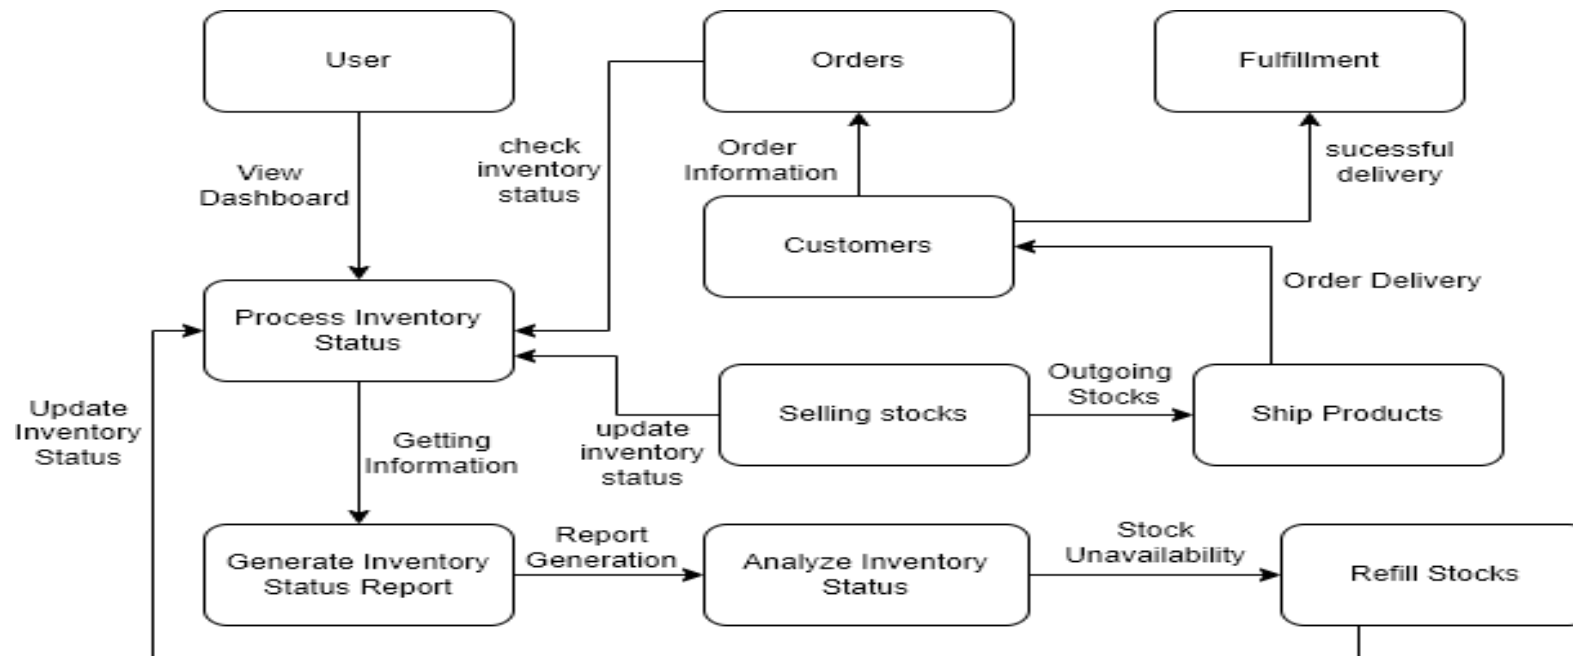 User
Orders
Fulfillment
check
inventory
status
Order
Information
sucessful
delivery
View
Dashboard
Customers
Order Delivery
Process Inventory
Status
Outgoing
Stocks
Selling stocks
Ship Products
Update
Inventory
Status
Getting
Information
update
inventory
status
Report
Generation
Stock
Unavailability
Generate Inventory
Status Report
Analyze Inventory
Status
Refill Stocks